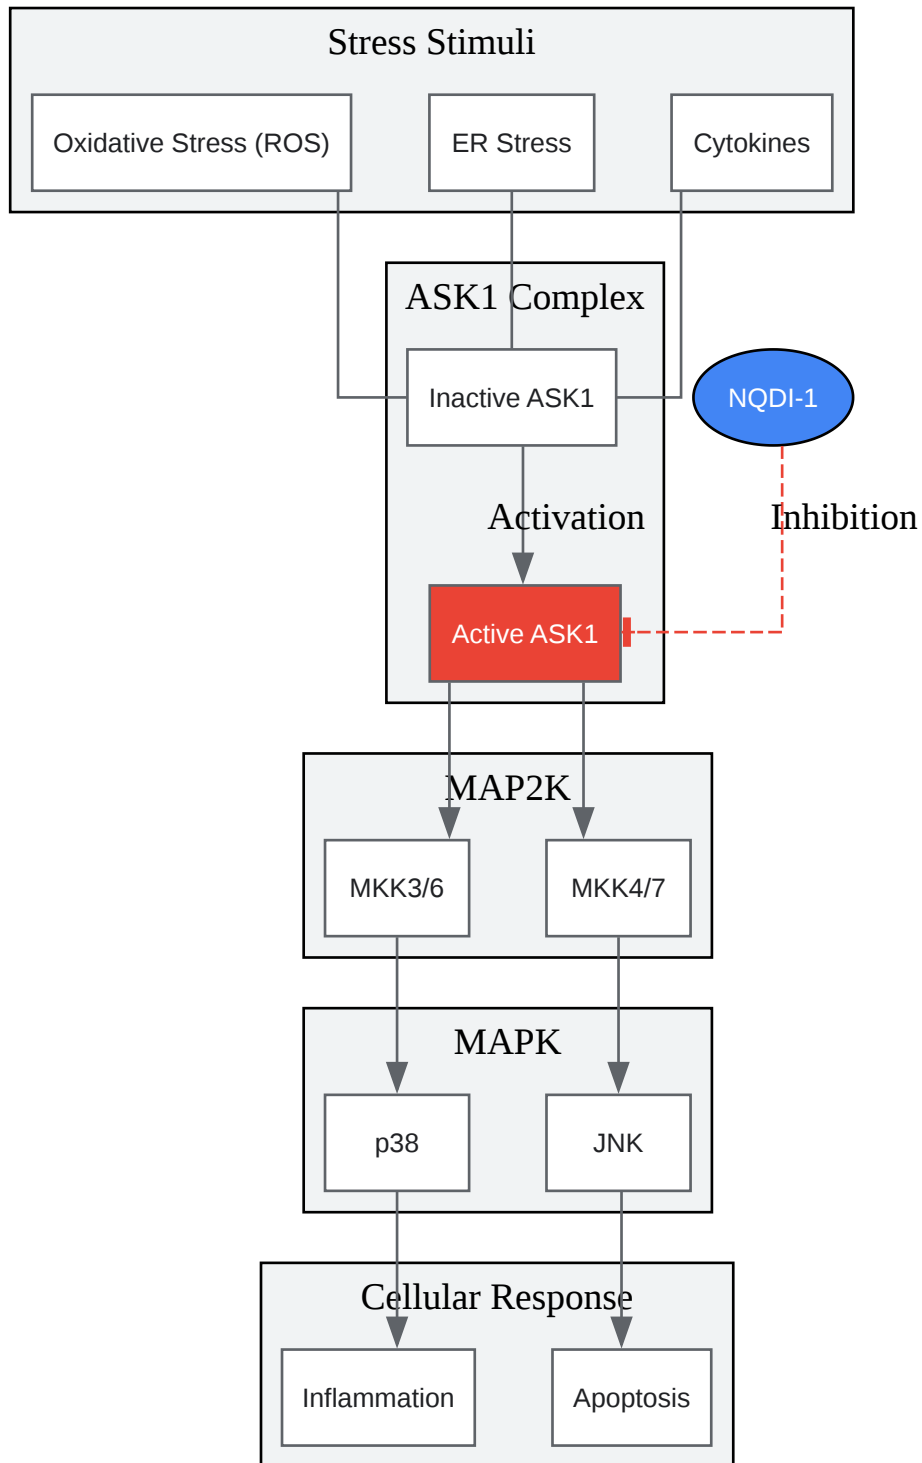 Stress Stimuli
Oxidative Stress (ROS)
ER Stress
Cytokines
ASK1 Complex
Inactive ASK1
NQDI-1
Activation
Inhibition
Active ASK1
MAP2K
MKK3/6
MKK4/7
MAPK
p38
JNK
Cellular Response
Inflammation
Apoptosis